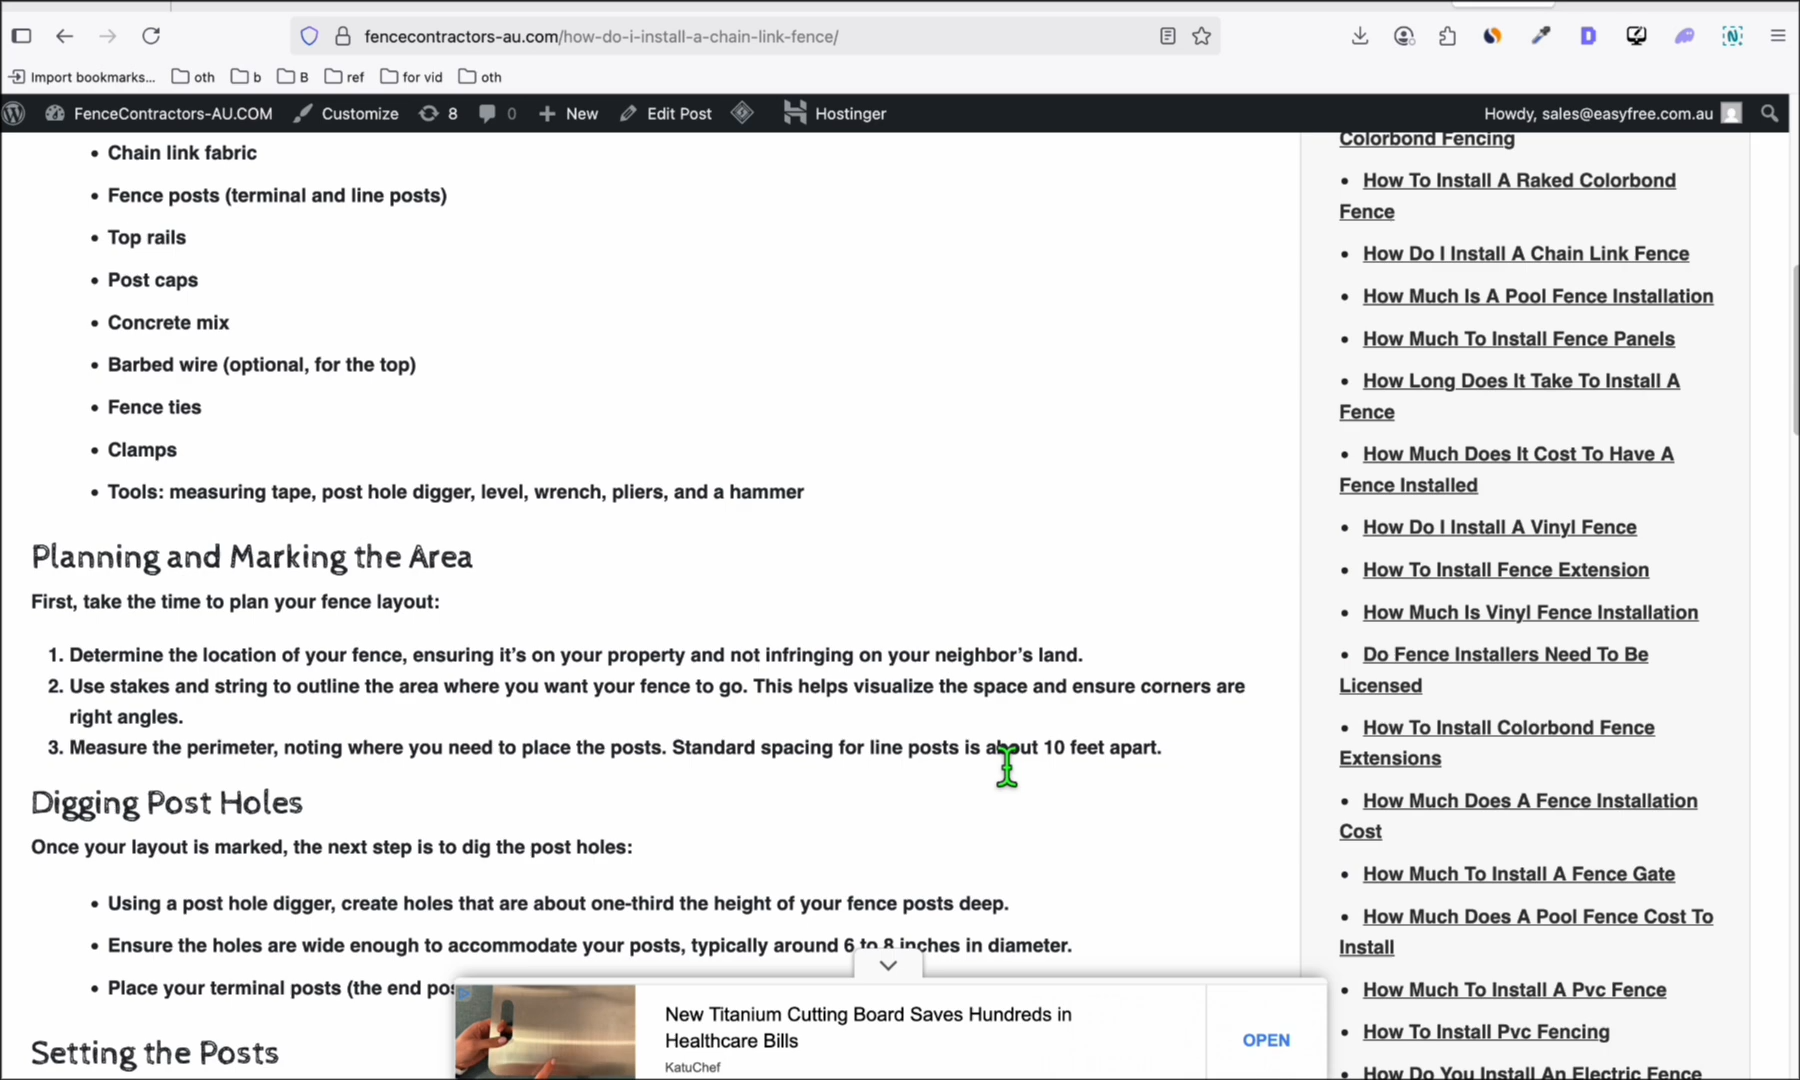 fencecontractors-au.com/how-do-i-install-a-chain-link-fence/
Import bookmarks...
oth
b
B
ref
for vid
oth
FenceContractors-AU.COM
Customize
8
0
New
Edit Post
Hostinger
Howdy, sales@easyfree.com.au
• Chain link fabric
• Fence posts (terminal and line posts)
• Top rails
• Post caps
• Concrete mix
• Barbed wire (optional, for the top)
• Fence ties
• Clamps
• Tools: measuring tape, post hole digger, level, wrench, pliers, and a hammer
Planning and Marking the Area
First, take the time to plan your fence layout:
1. Determine the location of your fence, ensuring it's on your property and not infringing on your neighbor's land.
2. Use stakes and string to outline the area where you want your fence to go. This helps visualize the space and ensure corners are
right angles.
3. Measure the perimeter, noting where you need to place the posts. Standard spacing for line posts is about 10 feet apart.
Digging Post Holes
Once your layout is marked, the next step is to dig the post holes:
• Using a post hole digger, create holes that are about one-third the height of your fence posts deep.
• Ensure the holes are wide enough to accommodate your posts, typically around 6 to 8 inches in diameter.
• Place your terminal posts (the end pos
Setting the Posts
Colorbond Fencing
• How To Install A Raked Colorbond
Fence
• How Do I Install A Chain Link Fence
• How Much Is A Pool Fence Installation
• How Much To Install Fence Panels
• How Long Does It Take To Install A
Fence
• How Much Does It Cost To Have A
Fence Installed
• How Do I Install A Vinyl Fence
• How To Install Fence Extension
• How Much Is Vinyl Fence Installation
• Do Fence Installers Need To Be
Licensed
• How To Install Colorbond Fence
Extensions
• How Much Does A Fence Installation
Cost
• How Much To Install A Fence Gate
• How Much Does A Pool Fence Cost To
Install
• How Much To Install A Pvc Fence
• How To Install Pvc Fencing
• How Do You Install An Electric Fence
New Titanium Cutting Board Saves Hundreds in
Healthcare Bills
KatuChef
OPEN